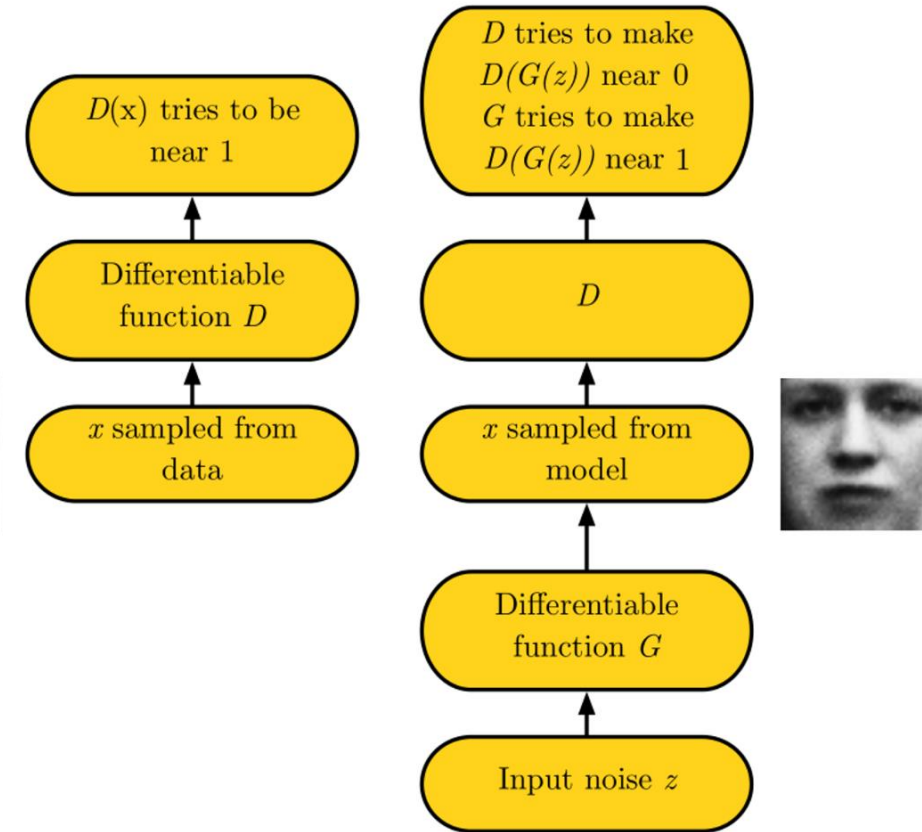 D(x) tries to be
near 1
Differentiable
function D
x sampled from
data
D tries to make
D(G(z)) near 0
G tries to make
D(G(z)) near 1
D
x sampled from
model
Differentiable
function G
Input noise z